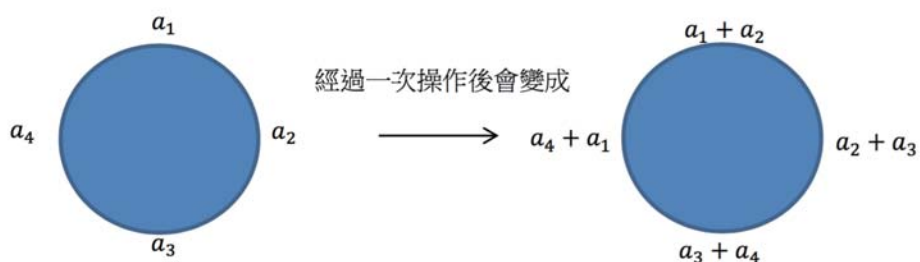 a₁
a₄
a₂
a₃
經過一次操作後會變成
a₁ + a₂
a₄ + a₁
a₂ + a₃
a₃ + a₄